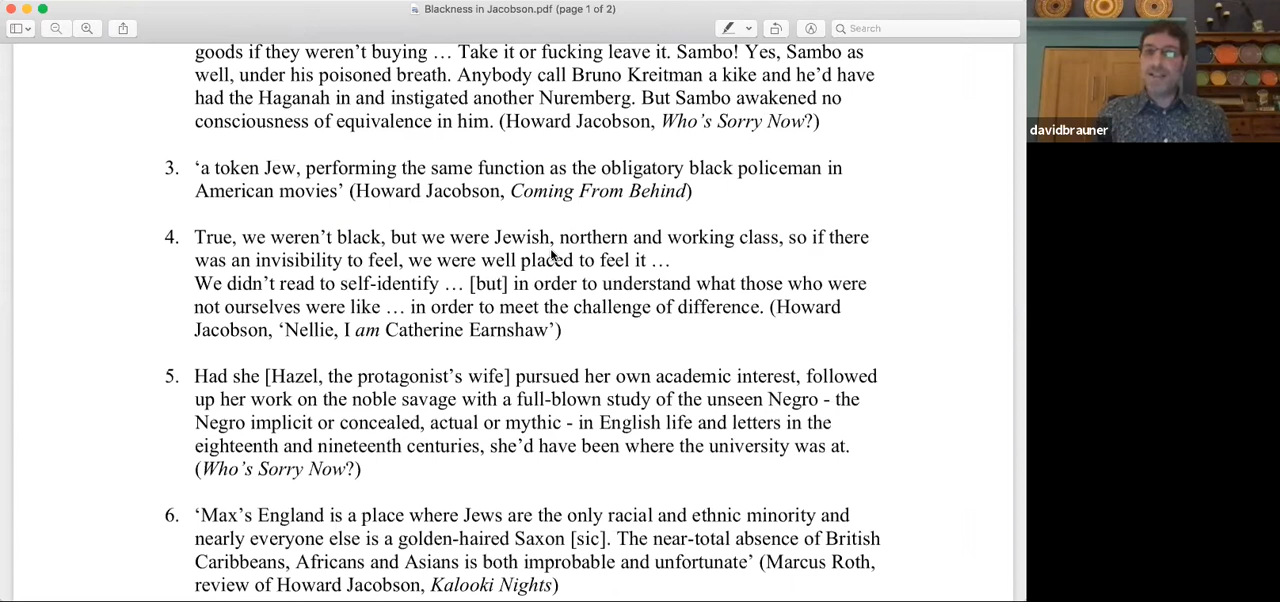 Blackness in Jacobson.pdf (page 1 of 2)
Search
goods if they weren’t buying … Take it or fucking leave it. Sambo! Yes, Sambo as
well, under his poisoned breath. Anybody call Bruno Kreitman a kike and he’d have
had the Haganah in and instigated another Nuremberg. But Sambo awakened no
consciousness of equivalence in him. (Howard Jacobson, Who’s Sorry Now?)
3. ‘a token Jew, performing the same function as the obligatory black policeman in
American movies’ (Howard Jacobson, Coming From Behind)
4. True, we weren’t black, but we were Jewish, northern and working class, so if there
was an invisibility to feel, we were well placed to feel it …
We didn’t read to self-identify … [but] in order to understand what those who were
not ourselves were like … in order to meet the challenge of difference. (Howard
Jacobson, ‘Nellie, I am Catherine Earnshaw’)
5. Had she [Hazel, the protagonist’s wife] pursued her own academic interest, followed
up her work on the noble savage with a full-blown study of the unseen Negro - the
Negro implicit or concealed, actual or mythic - in English life and letters in the
eighteenth and nineteenth centuries, she’d have been where the university was at.
(Who’s Sorry Now?)
6. ‘Max’s England is a place where Jews are the only racial and ethnic minority and
nearly everyone else is a golden-haired Saxon [sic]. The near-total absence of British
Caribbeans, Africans and Asians is both improbable and unfortunate’ (Marcus Roth,
review of Howard Jacobson, Kalooki Nights)
davidbrauner